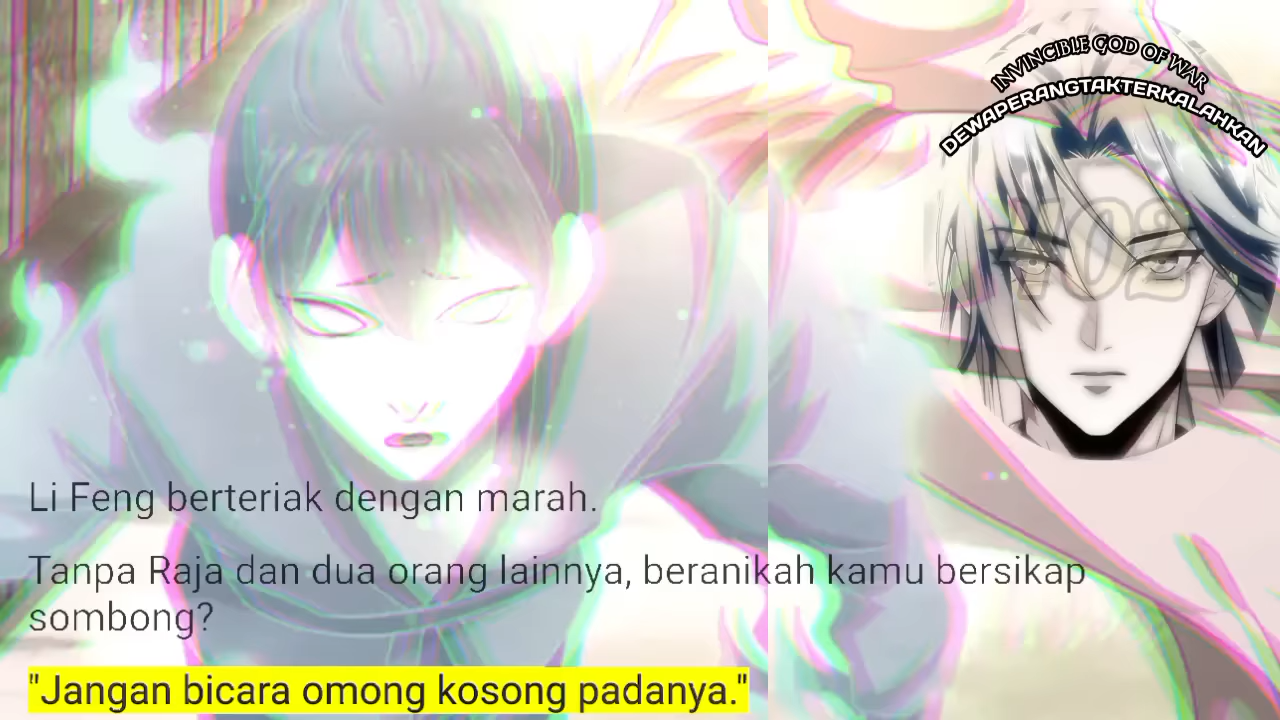 INVINCIBLE GOD OF WAR
DEWAPERANGTAKTERKALAHKAN
Li Feng berteriak dengan marah.
Tanpa Raja dan dua orang lainnya, beranikah kamu bersikap
sombong?
"Jangan bicara omong kosong padanya."